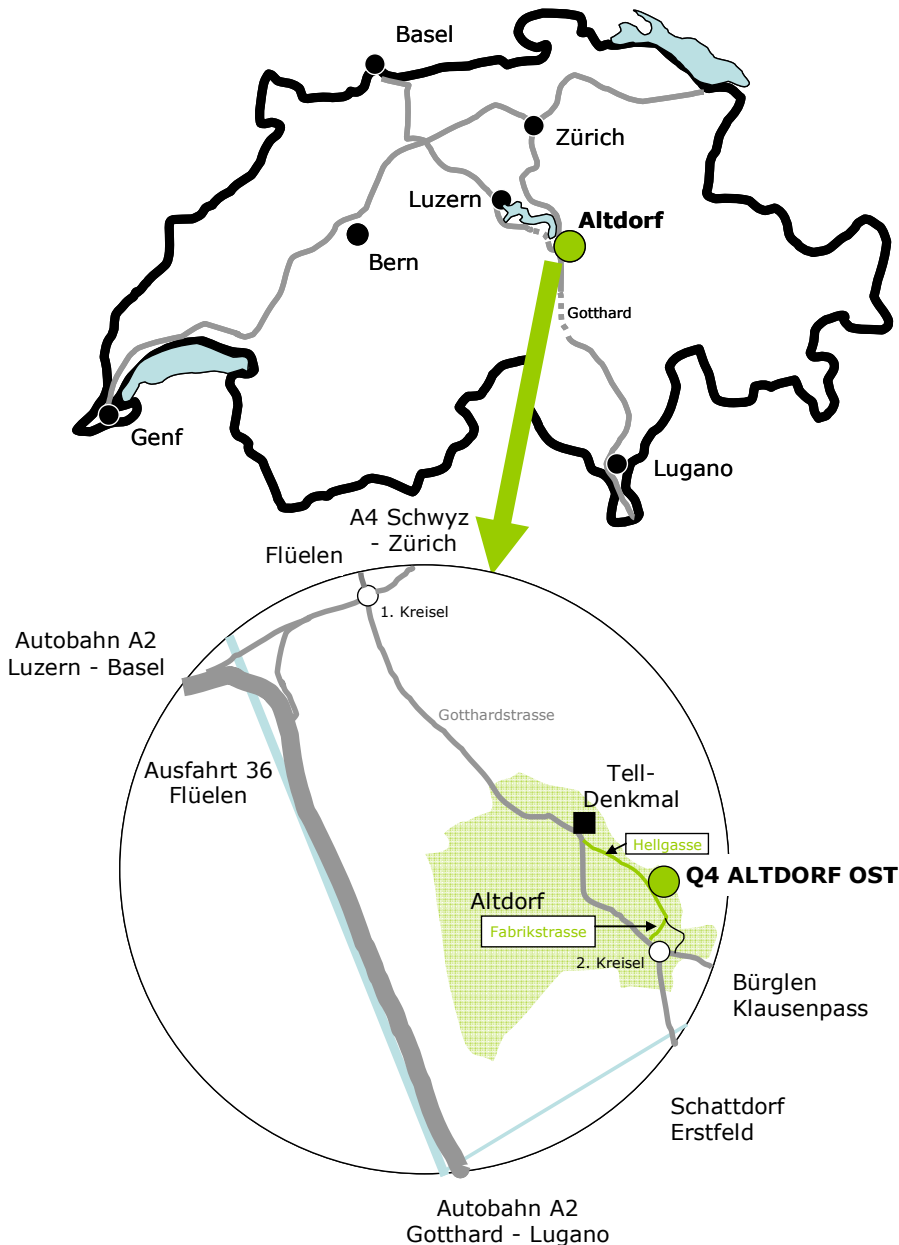 Basel
Zürich
Luzern
Altdorf
Bern
Gotthard
Genf
Lugano
A4 Schwyz
- Zürich
Flüelen
1. Kreisel
Autobahn A2
Luzern - Basel
Gotthardstrasse
Ausfahrt 36
Flüelen
Tell-
Denkmal
Hellgasse
Q4 ALTDORF OST
Altdorf
Fabrikstrasse
2. Kreisel
Bürglen
Klausenpass
Schattdorf
Erstfeld
Autobahn A2
Gotthard - Lugano